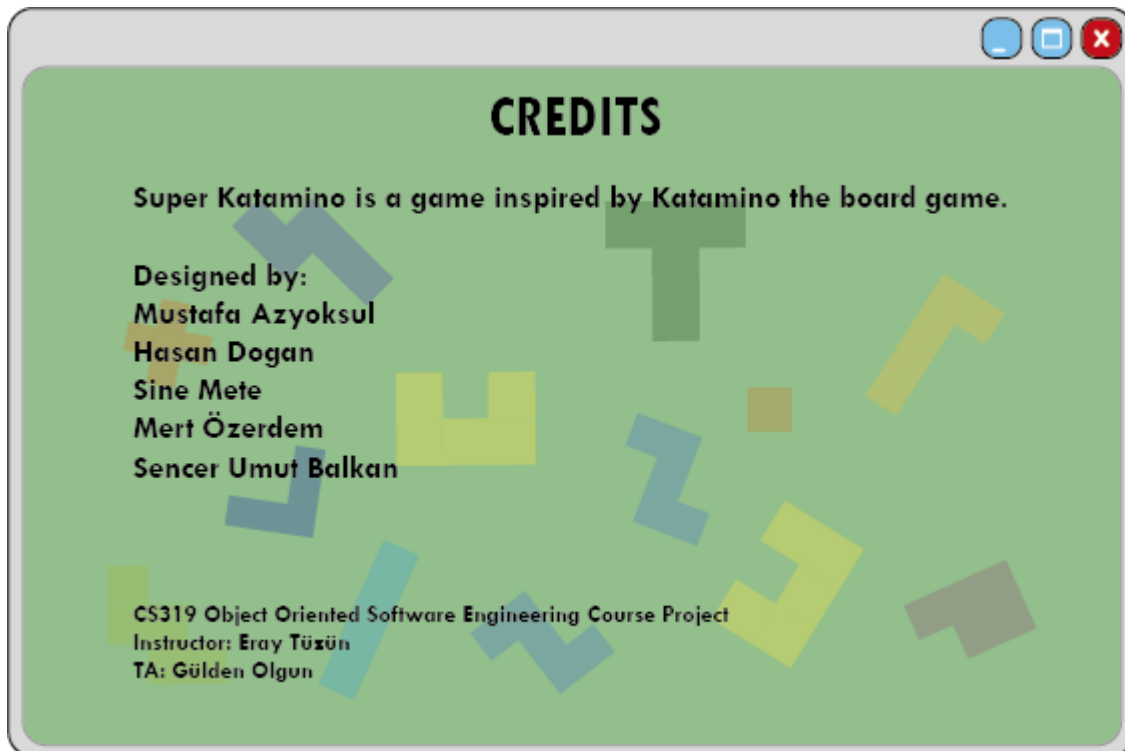 CREDITS
Super Katamino is a game inspired by Katamino the board game.
Designed by:
Mustafa Azyoksul
Hasan Dogan
Sine Mete
Mert Özerdem
Sencer Umut Balkan
CS319 Object Oriented Software Engineering Course Project
Instructor: Eray Tüzün
TA: Gülden Olgun